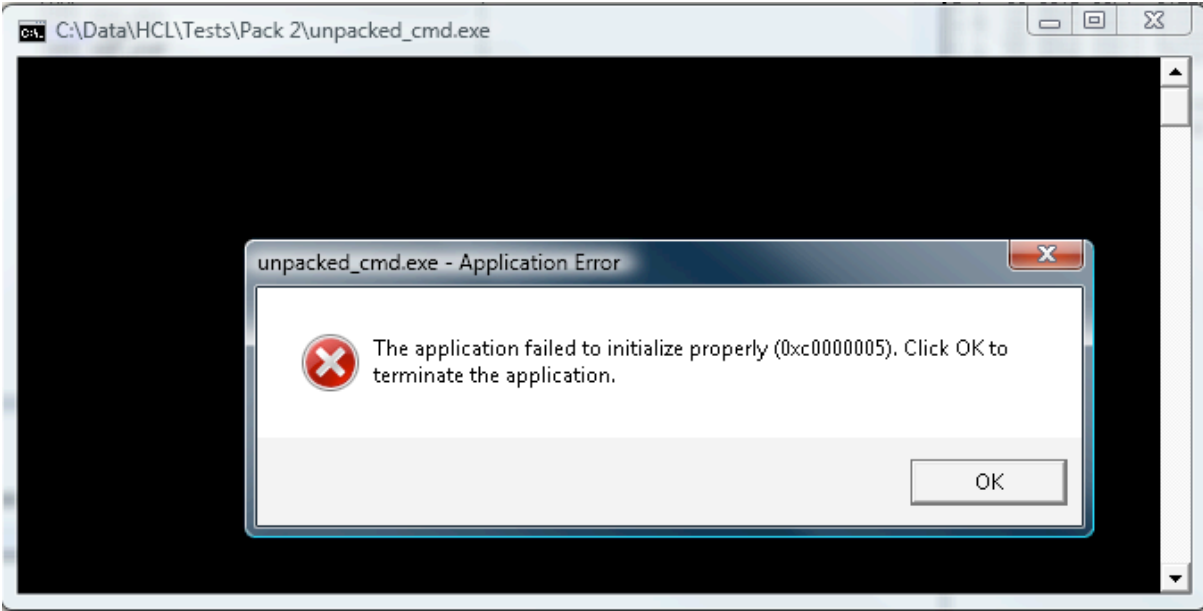 C:\Data\HCL\Tests\Pack 2\unpacked_cmd.exe
unpacked_cmd.exe - Application Error
The application failed to initialize properly (0xc0000005). Click OK to
terminate the application.
OK